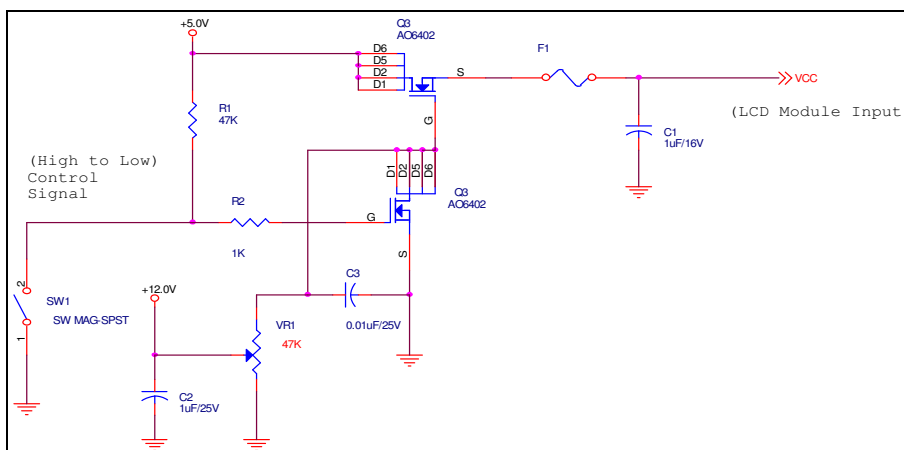 +5.0V
Q3
AO6402
D6
D5
D2
D1
S
G
F1
VCC
(LCD Module Input
R1
47K
C1
1uF/16V
(High to Low)
Control
Signal
D1
D2
D5
D6
Q3
AO6402
G
S
R2
1K
2
SW1
SW MAG-SPST
1
+12.0V
C3
0.01uF/25V
VR1
47K
C2
1uF/25V